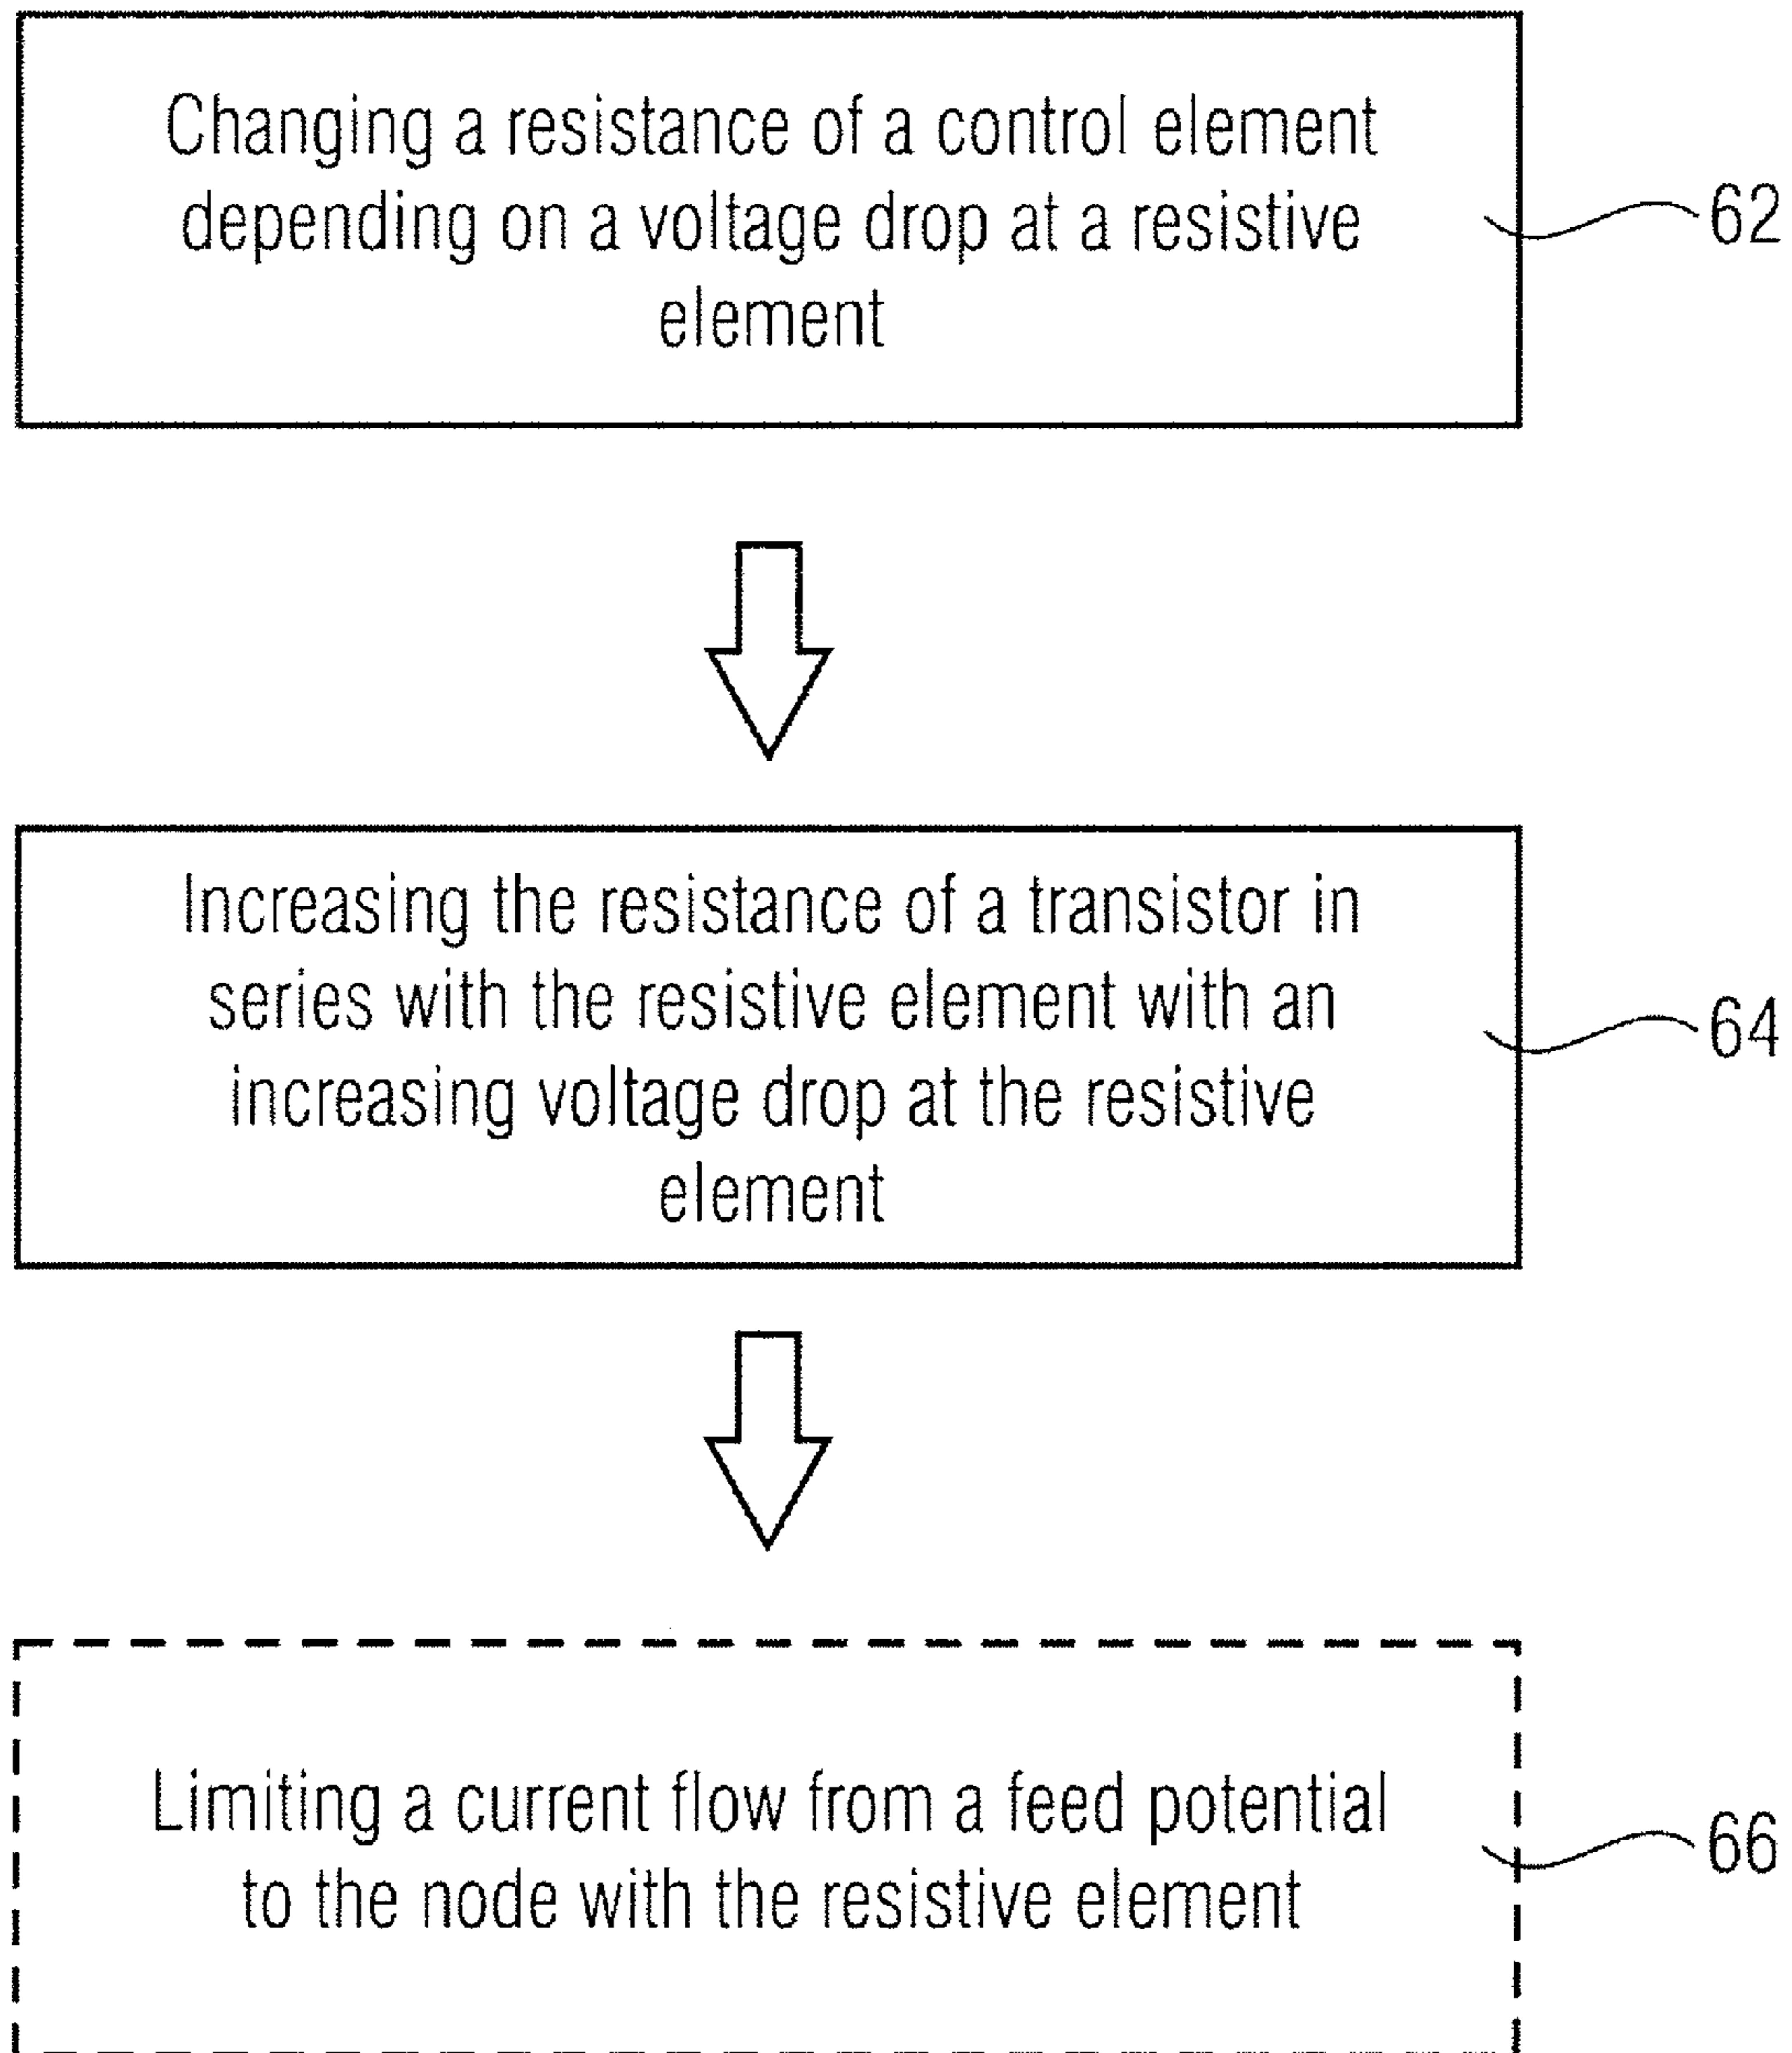 Changing a resistance of a control element
depending on a voltage drop at a resistive
element
62
Increasing the resistance of a transistor in
series with the resistive element with an
increasing voltage drop at the resistive
element
64
Limiting a current flow from a feed potential
to the node with the resistive element
66